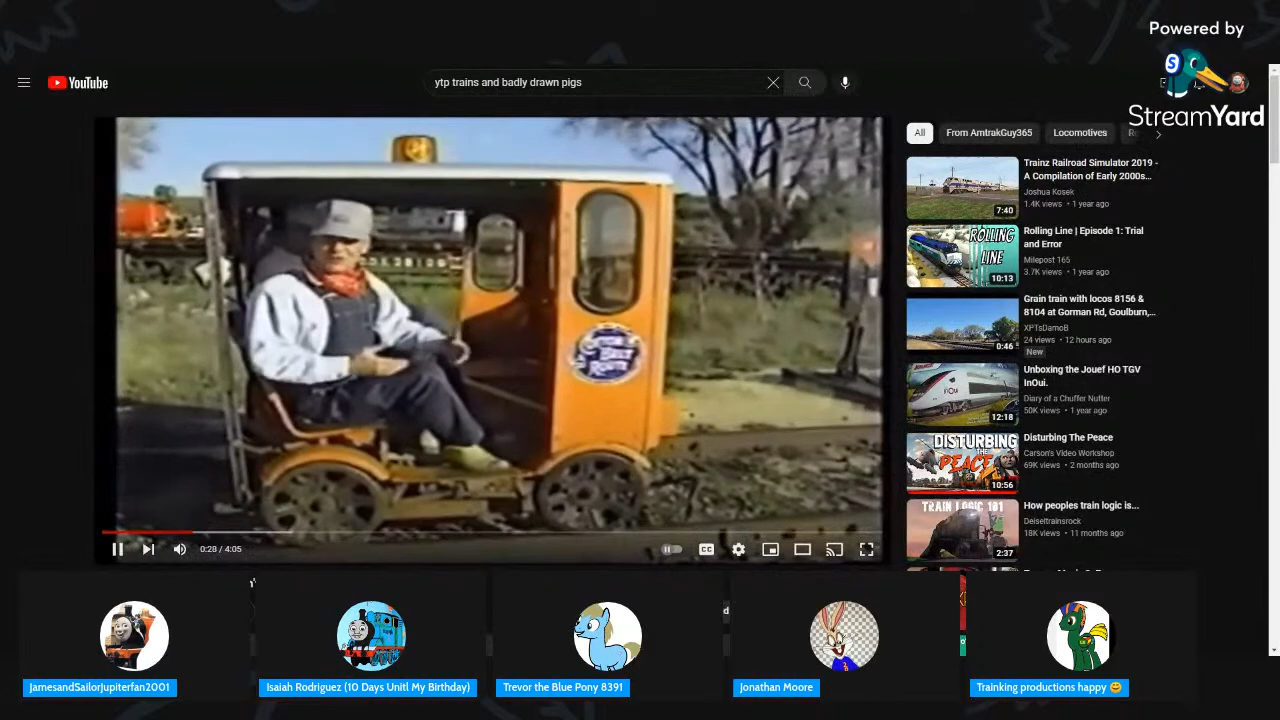 Powered by
StreamYard
YouTube
ytp trains and badly drawn pigs
All
From AmtrakGuy365
Locomotives
Trainz Railroad Simulator 2019 -
A Compilation of Early 2000s...
Joshua Kosek
1.4K views • 1 year ago
7:40
Rolling Line | Episode 1: Trial
and Error
Milepost 165
3.7K views • 1 year ago
ROLLING
LINE
10:13
Grain train with locos 8156 &
8104 at Gorman Rd, Goulburn,...
XPTsDamoB
24 views • 12 hours ago
New
0:46
Unboxing the Jouef HO TGV
InOui.
Diary of a Chuffer Nutter
50K views • 1 year ago
12:18
Disturbing The Peace
Carson's Video Workshop
69K views • 2 months ago
DISTURBING
THE
PEACE
10:56
How peoples train logic is...
Deiseltrainsrock
18K views • 11 months ago
TRAIN LOGIC 101
2:37
0:28 / 4:05
CC
JamesandSailorJupiterfan2001
Isaiah Rodriguez (10 Days Unitl My Birthday)
Trevor the Blue Pony 8391
Jonathan Moore
Trainking productions happy 😊